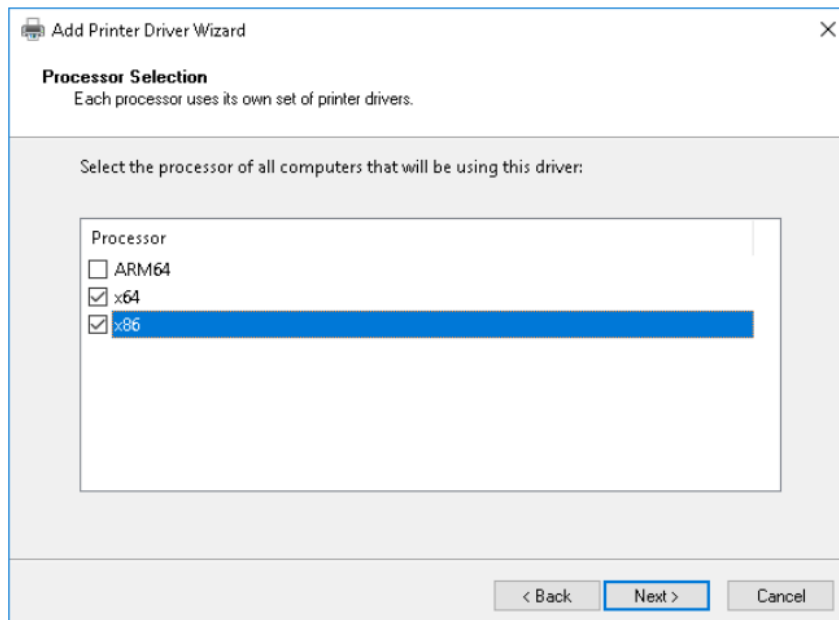 Add Printer Driver Wizard
Processor Selection
Each processor uses its own set of printer drivers.
Select the processor of all computers that will be using this driver:
Processor
ARM64
x64
x86
< Back Next > Cancel